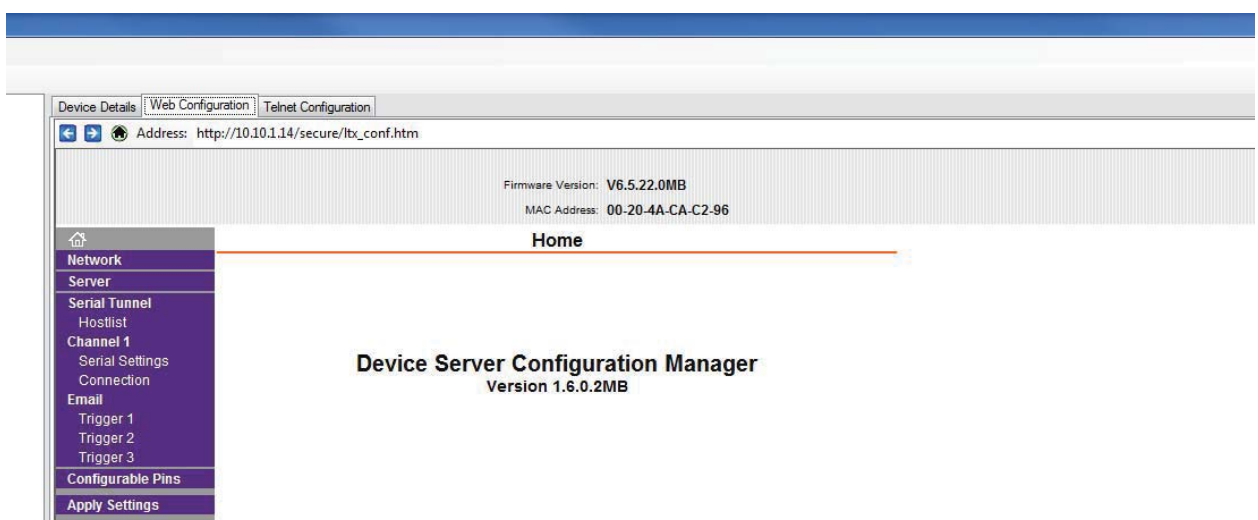 Device Details Web Configuration Telnet Configuration
Address: http://10.10.1.14/secure/ltx_conf.htm
Firmware Version: V6.5.22.0MB
MAC Address: 00-20-4A-CA-C2-96
Home
Network
Server
Serial Tunnel
Hostlist
Channel 1
Serial Settings
Connection
Email
Trigger 1
Trigger 2
Trigger 3
Configurable Pins
Apply Settings
Device Server Configuration Manager
Version 1.6.0.2MB